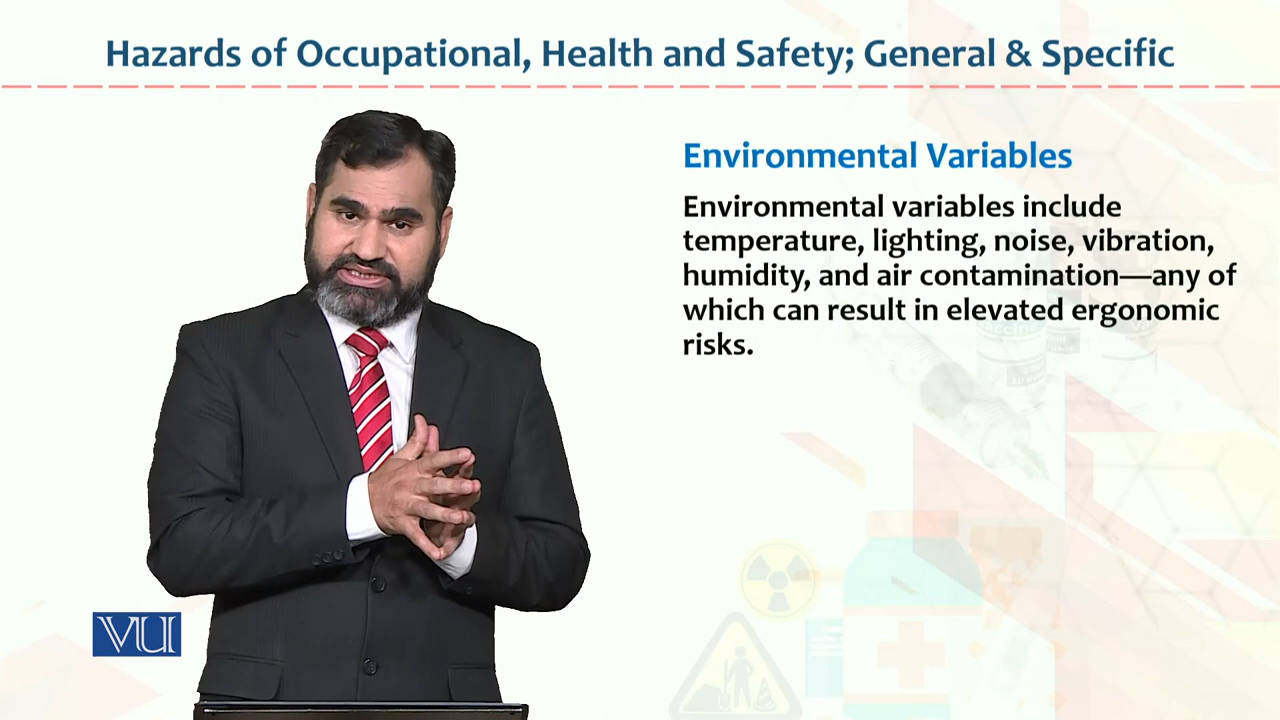 Hazards of Occupational, Health and Safety; General & Specific
Environmental Variables
Environmental variables include
temperature, lighting, noise, vibration,
humidity, and air contamination—any of
which can result in elevated ergonomic
risks.
VU